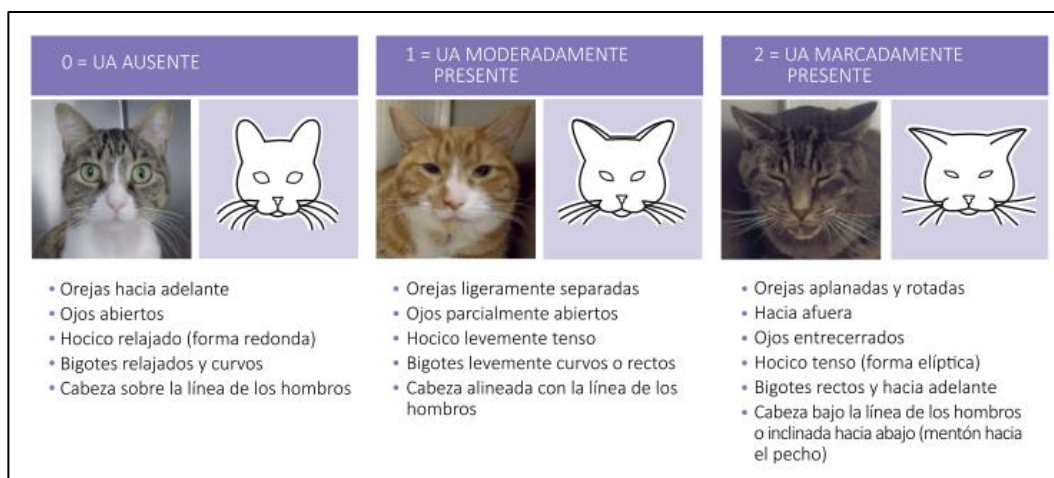 0 = UA AUSENTE
• Orejas hacia adelante
• Ojos abiertos
• Hocico relajado (forma redonda)
• Bigotes relajados y curvos
• Cabeza sobre la línea de los hombros
1 = UA MODERADAMENTE
PRESENTE
• Orejas ligeramente separadas
• Ojos parcialmente abiertos
• Hocico levemente tenso
• Bigotes levemente curvos o rectos
• Cabeza alineada con la línea de los
hombros
2 = UA MARCADAMENTE
PRESENTE
• Orejas aplanadas y rotadas
• Hacia afuera
• Ojos entrecerrados
• Hocico tenso (forma elíptica)
• Bigotes rectos y hacia adelante
• Cabeza bajo la línea de los hombros
o inclinada hacia abajo (mentón hacia
el pecho)